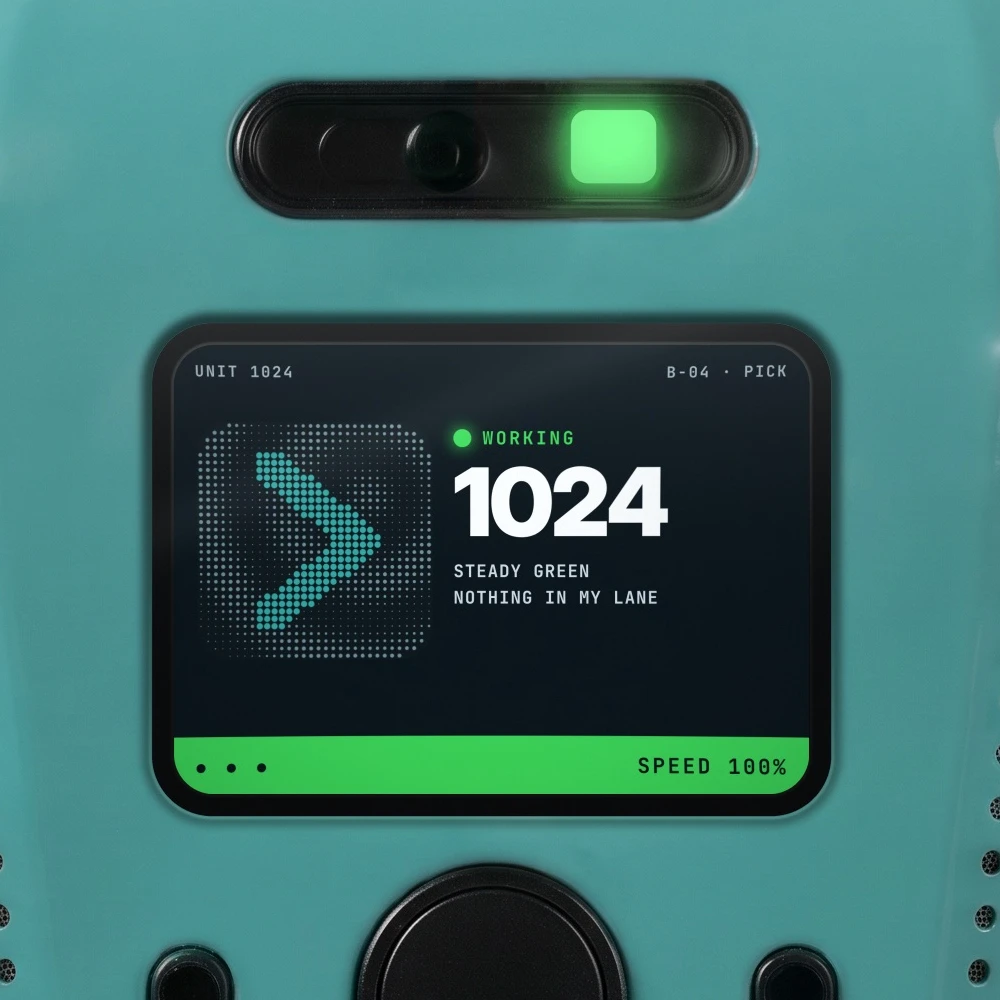 UNIT 1024
B-04 · PICK
WORKING
1024
STEADY GREEN
NOTHING IN MY LANE
SPEED 100%